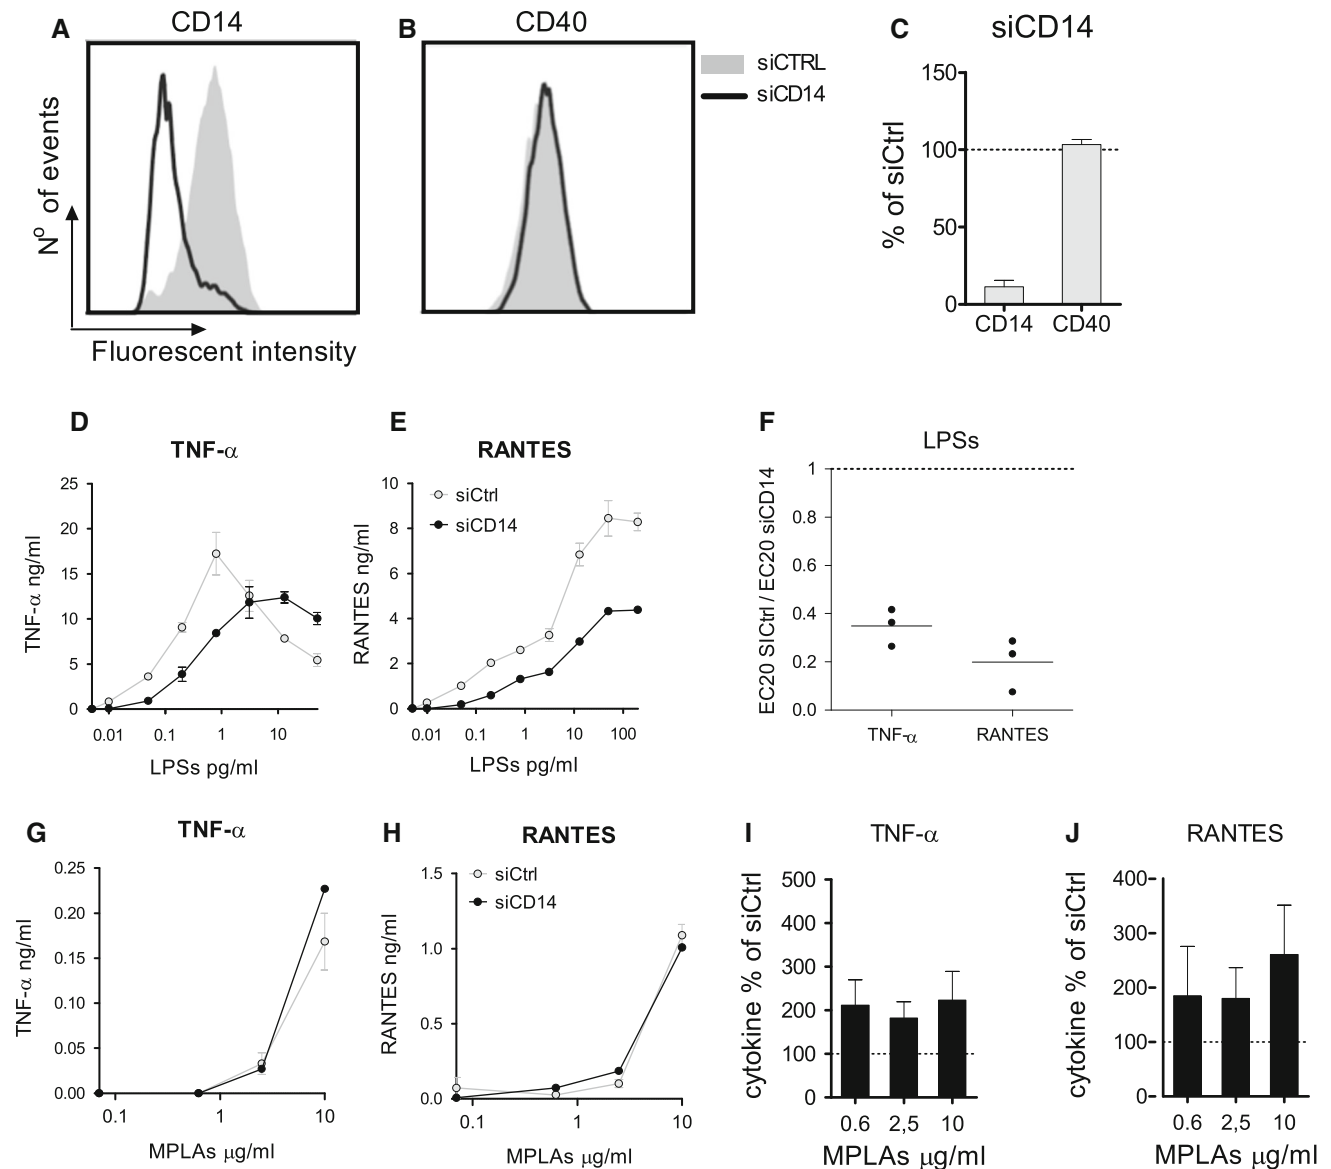 A
CD14
B
CD40
siCTRL
siCD14
C
siCD14
Nº of events
Fluorescent intensity
% of siCtrl
150
100
50
0
CD14
CD40
D
TNF-α
TNF-α ng/ml
25
20
15
10
5
0
0.01
0.1
1
10
LPSs pg/ml
E
RANTES
siCtrl
siCD14
RANTES ng/ml
10
8
6
4
2
0
0.01
0.1
1
10
100
LPSs pg/ml
F
LPSs
EC20 SICtrl / EC20 siCD14
1
0.8
0.6
0.4
0.2
0.0
TNF-α
RANTES
G
TNF-α
TNF-α ng/ml
0.25
0.20
0.15
0.10
0.05
0.00
0.1
1
10
MPLAs μg/ml
H
RANTES
siCtrl
siCD14
RANTES ng/ml
1.5
1.0
0.5
0.0
0.1
1
10
MPLAs μg/ml
I
TNF-α
cytokine % of siCtrl
500
400
300
200
100
0
0.6
2,5
10
MPLAs μg/ml
J
RANTES
cytokine % of siCtrl
400
300
200
100
0
0.6
2,5
10
MPLAs μg/ml